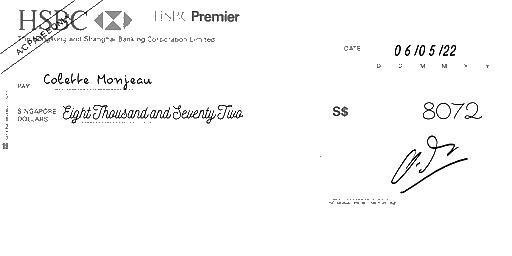 HSBC HSBC Premier
The Hongkong and Shanghai Banking Corporation Limited
A/C PAYEE ONLY
DATE 06/05/22
D D M M Y Y
PAY Colette Monjeau
SINGAPORE DOLLARS Eight Thousand and Seventy Two
S$ 8072